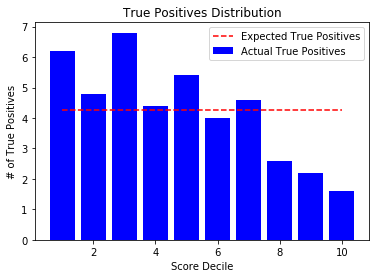 True Positives Distribution
Expected True Positives
Actual True Positives
# of True Positives
7
6
5
4
3
2
1
0
2 4 6 8 10
Score Decile